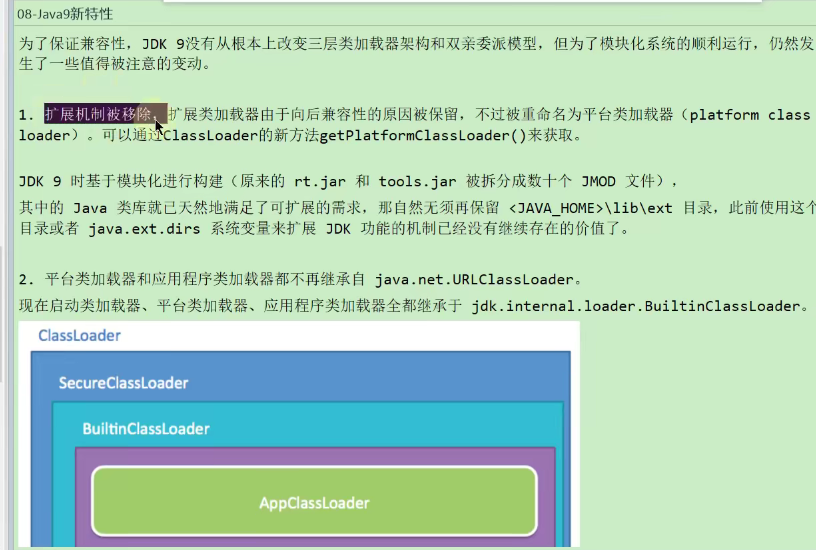 08-Java9新特性
为了保证兼容性，JDK 9没有从根本上改变三层类加载器架构和双亲委派模型，但为了模块化系统的顺利运行，仍然发
生了一些值得被注意的变动。
1. 扩展机制被移除，扩展类加载器由于向后兼容性的原因被保留，不过被重命名为平台类加载器（platform class
loader）。可以通过ClassLoader的新方法getPlatformClassLoader()来获取。
JDK 9 时基于模块化进行构建（原来的 rt.jar 和 tools.jar 被拆分成数十个 JMOD 文件），
其中的 Java 类库就已天然地满足了可扩展的需求，那自然无须再保留 <JAVA_HOME>\lib\ext 目录，此前使用这个
目录或者 java.ext.dirs 系统变量来扩展 JDK 功能的机制已经没有继续存在的价值了。
2. 平台类加载器和应用程序类加载器都不再继承自 java.net.URLClassLoader。
现在启动类加载器、平台类加载器、应用程序类加载器全都继承于 jdk.internal.loader.BuiltinClassLoader。
ClassLoader
SecureClassLoader
BuiltinClassLoader
AppClassLoader